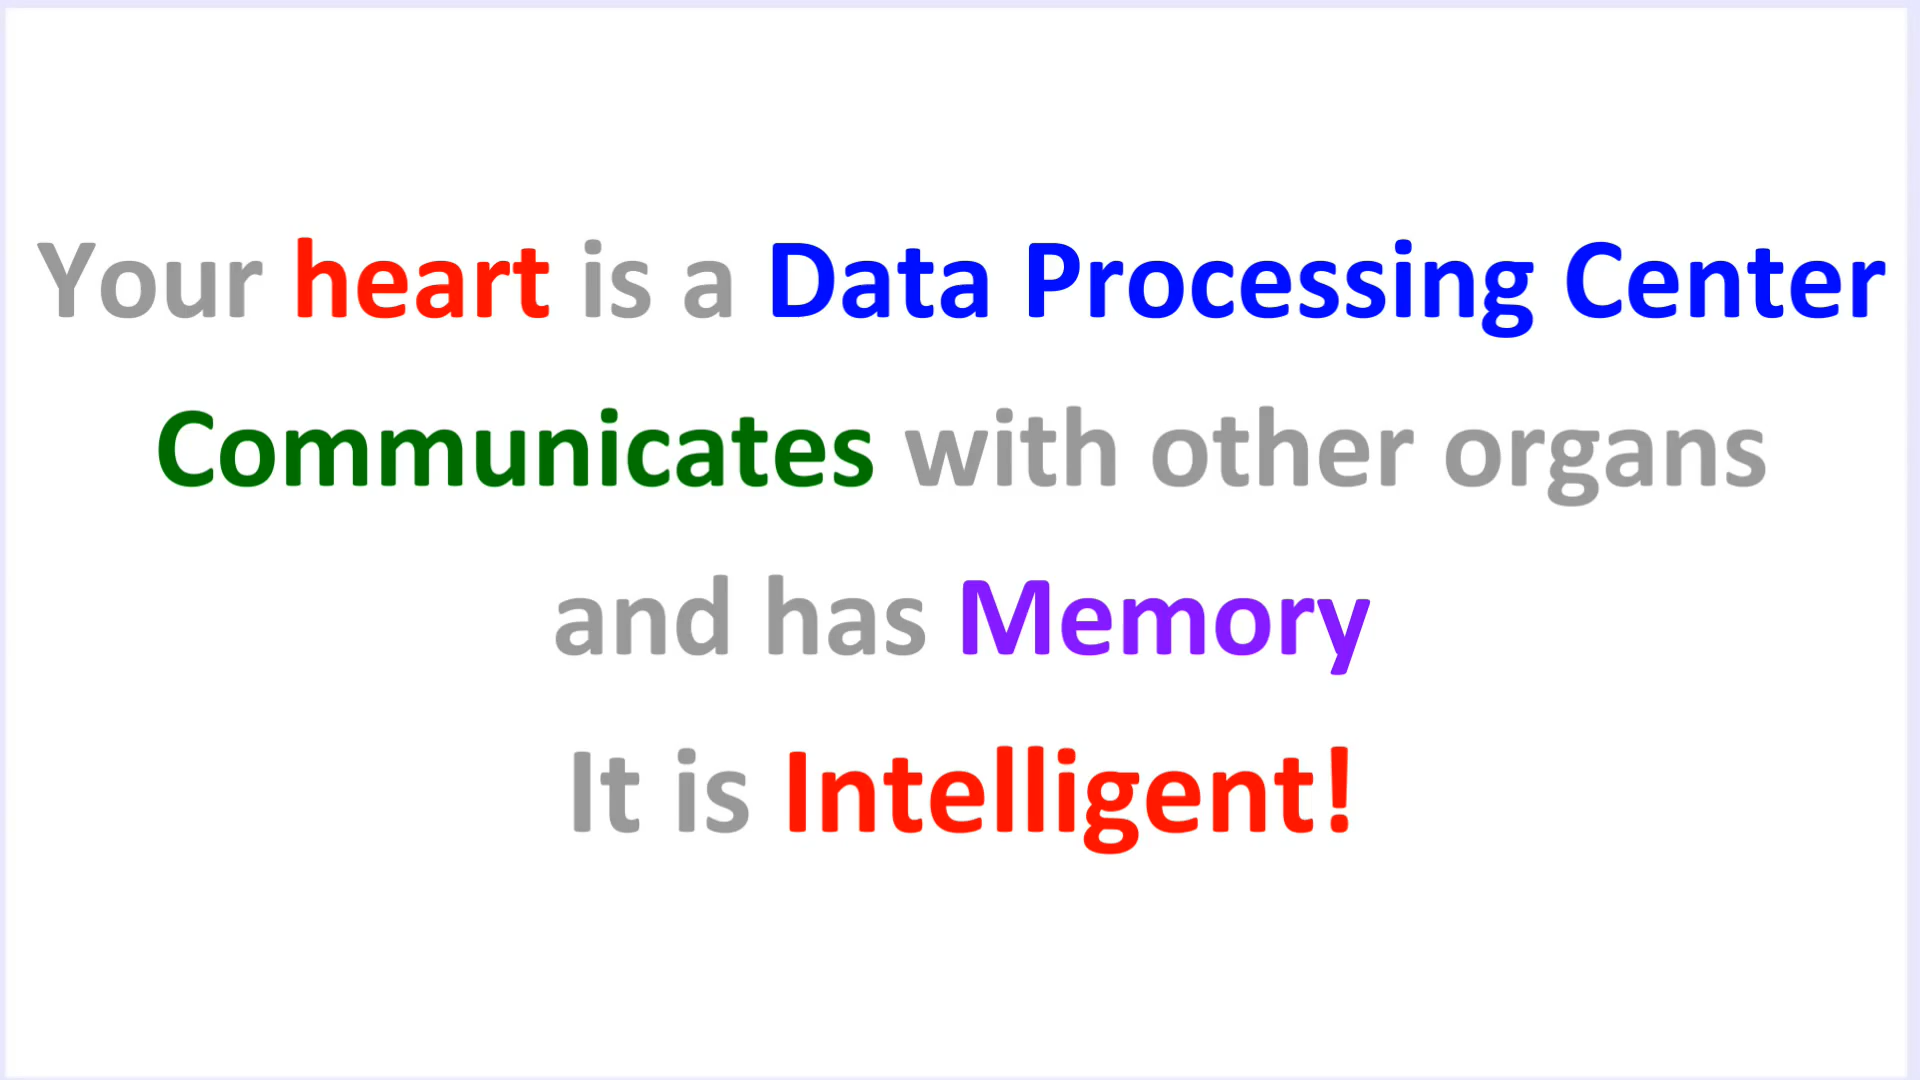 Your heart is a Data Processing Center
Communicates with other organs
and has Memory
It is Intelligent!